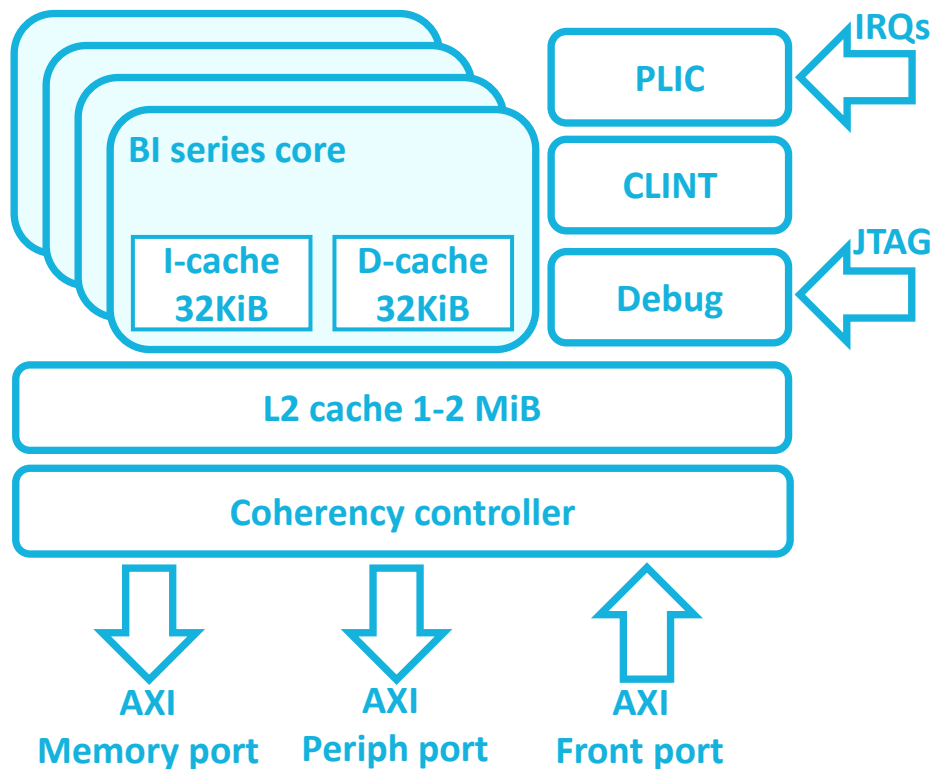 IRQs
PLIC
BI series core
CLINT
JTAG
I-cache
32KiB
D-cache
32KiB
Debug
L2 cache 1-2 MiB
Coherency controller
AXI
Memory port
AXI
Periph port
AXI
Front port